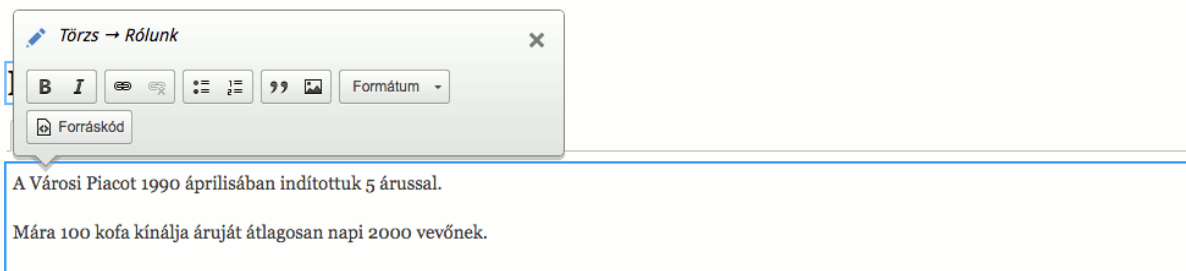 Törzs → Rólunk
B I Formátum
Forráskód
A Városi Piacot 1990 áprilisában indítottuk 5 árussal.
Mára 100 kofa kínálja áruját átlagosan napi 2000 vevőnek.